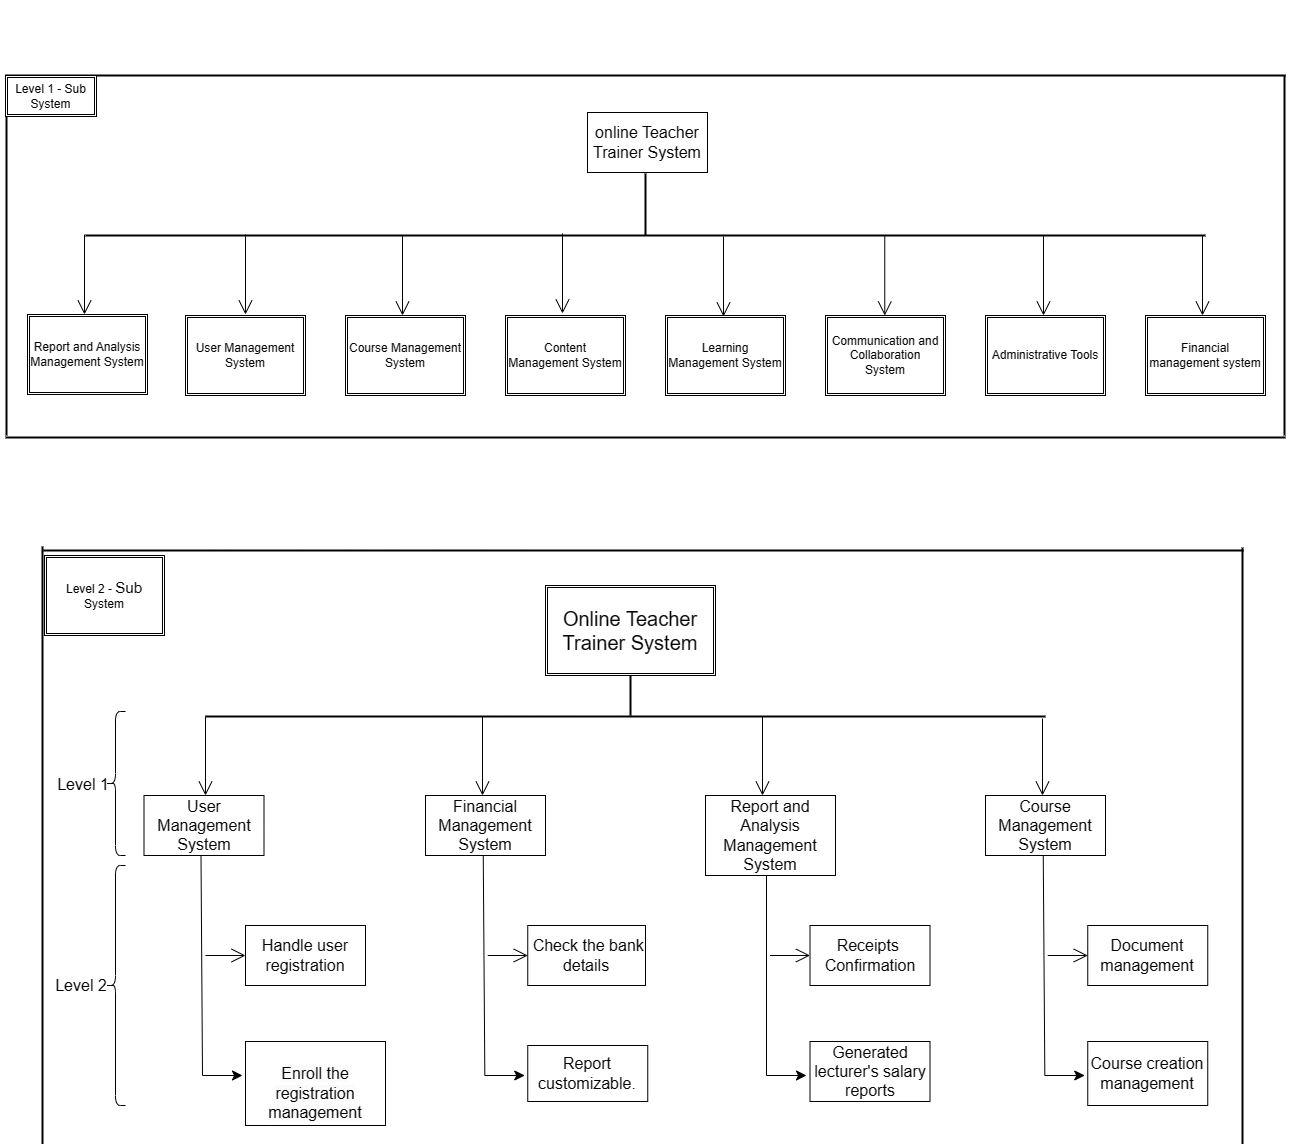 Level 1 - Sub
System
online Teacher
Trainer System
Report and Analysis
Management System
User Management
System
Course Management
System
Content
Management System
Learning
Management System
Communication and
Collaboration
System
Administrative Tools
Financial
management system
Level 2 - Sub
System
Online Teacher
Trainer System
Level 1
User
Management
System
Financial
Management
System
Report and
Analysis
Management
System
Course
Management
System
Level 2
Handle user
registration
Check the bank
details
Receipts
Confirmation
Document
management
Enroll the
registration
management
Report
customizable.
Generated
lecturer's salary
reports
Course creation
management